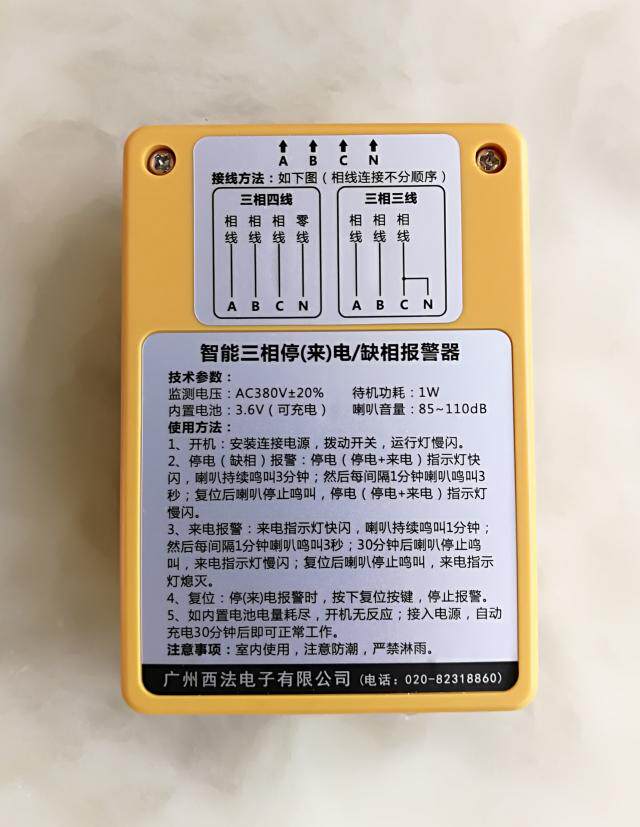 A B C N
接线方法：如下图（相线连接不分顺序）
三相四线
相线 相线 相线 零线
A B C N
三相三线
相线 相线 相线
A B C N
智能三相停(来)电/缺相报警器
技术参数：
监测电压：AC380V±20% 待机功耗：1W
内置电池：3.6V（可充电） 喇叭音量：85~110dB
使用方法：
1、开机：安装连接电源，拨动开关，运行灯慢闪。
2、停电（缺相）报警：停电（停电+来电）指示灯快
闪，喇叭持续鸣叫3分钟；然后每间隔1分钟喇叭鸣叫3
秒；复位后喇叭停止鸣叫，停电（停电+来电）指示灯
慢闪。
3、来电报警：来电指示灯快闪，喇叭持续鸣叫1分钟；
然后每间隔1分钟喇叭鸣叫3秒；30分钟后喇叭停止鸣
叫，来电指示灯慢闪；复位后喇叭停止鸣叫，来电指示
灯熄灭。
4、复位：停(来)电报警时，按下复位按键，停止报警。
5、如内置电池电量耗尽，开机无反应；接入电源，自动
充电30分钟后即可正常工作。
注意事项：室内使用，注意防潮，严禁淋雨。
广州西法电子有限公司（电话：020-82318860）